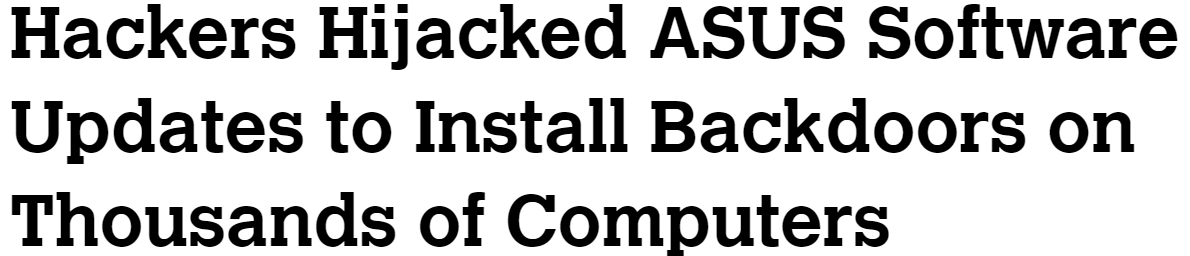 Hackers Hijacked ASUS Software
Updates to Install Backdoors on
Thousands of Computers